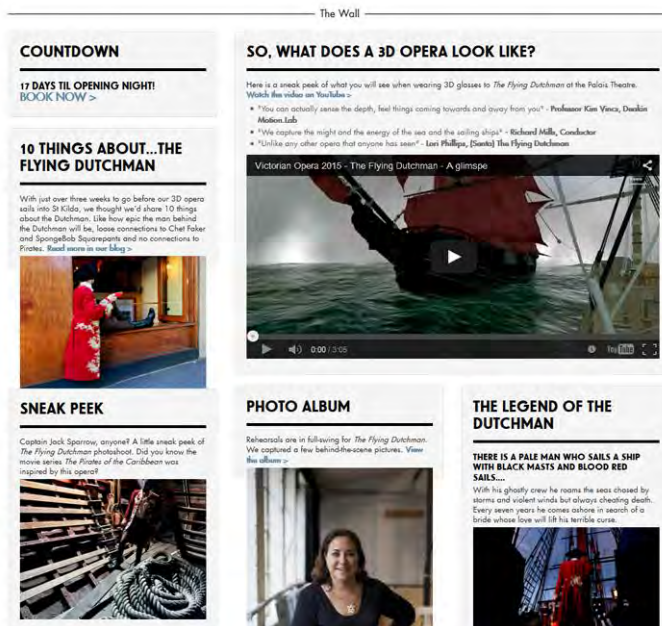 The Wall
COUNTDOWN
17 DAYS TIL OPENING NIGHT!
BOOK NOW >
10 THINGS ABOUT...THE
FLYING DUTCHMAN
With just over three weeks to go before our 3D opera
sails into St Kilda, we thought we'd share 10 things
about the Dutchman. Like how epic the man behind
the Dutchman will be, loose connections to Chet Faker
and SpongeBob Squarepants and no connections to
Pirates. Read more in our blog >
SNEAK PEEK
Captain Jack Sparrow, anyone? A little sneak peek of
The Flying Dutchman photoshoot. Did you know the
movie series The Pirates of the Caribbean was
inspired by this opera?
SO, WHAT DOES A 3D OPERA LOOK LIKE?
Here is a sneak peek of what you will see when wearing 3D glasses to The Flying Dutchman at the Palais Theatre.
Watch the video on YouTube >
• "You can actually sense the depth, feel things coming towards and away from you" - Professor Kim Vincs, Deakin
Motion.Lab
• "We capture the might and the energy of the sea and the sailing ships" - Richard Mills, Conductor
• "Unlike any other opera that anyone has seen" - Lori Phillips, (Senta) The Flying Dutchman
Victorian Opera 2015 - The Flying Dutchman - A glimspe
0:00 / 3:05
YouTube
PHOTO ALBUM
Rehearsals are in full-swing for The Flying Dutchman.
We captured a few behind-the-scene pictures. View
the album >
THE LEGEND OF THE
DUTCHMAN
THERE IS A PALE MAN WHO SAILS A SHIP
WITH BLACK MASTS AND BLOOD RED
SAILS....
With his ghostly crew he roams the seas chased by
storms and violent winds but always cheating death.
Every seven years he comes ashore in search of a
bride whose love will lift his terrible curse.